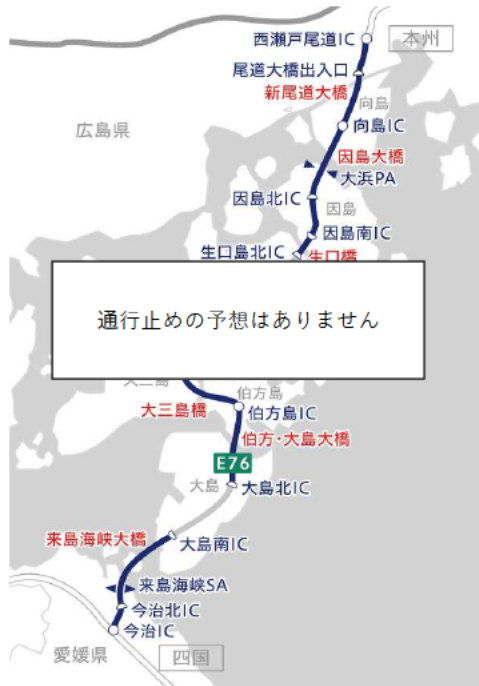 西瀬戸尾道IC
本州
尾道大橋出入口
新尾道大橋
向島
広島県
向島IC
因島大橋
大浜PA
因島北IC
因島
因島南IC
生口島北IC
生口橋
通行止めの予想はありません
大三島
伯方島
大三島橋
伯方島IC
伯方・大島大橋
E76
大島
大島北IC
来島海峡大橋
大島南IC
来島海峡SA
今治北IC
今治IC
愛媛県
四国